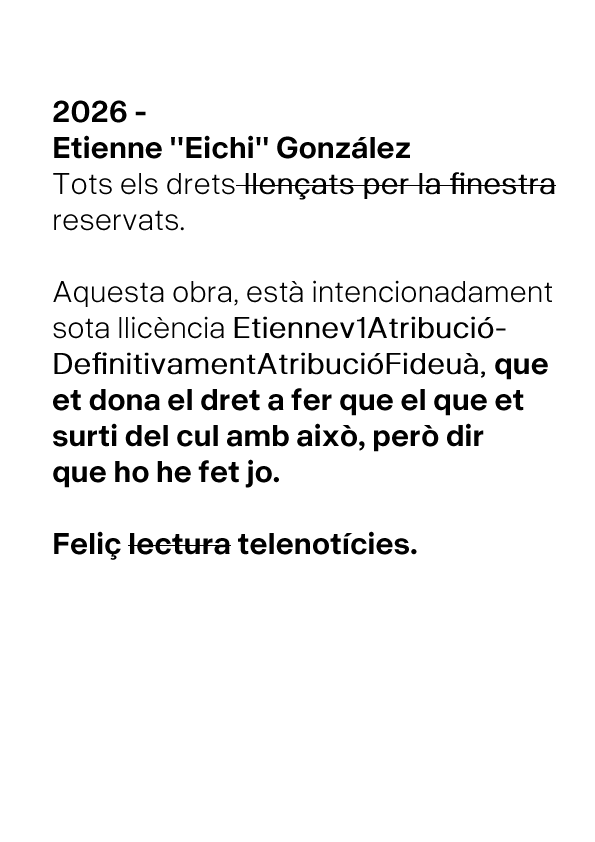 2026 -
Etienne "Eichi" González
Tots els drets llençats per la finestra
reservats.
Aquesta obra, està intencionadament
sota llicència Etiennev1Atribució-
DefinitivamentAtribucióFideuà, que
et dona el dret a fer que el que et
surti del cul amb això, però dir
que ho he fet jo.
Feliç lectura telenotícies.